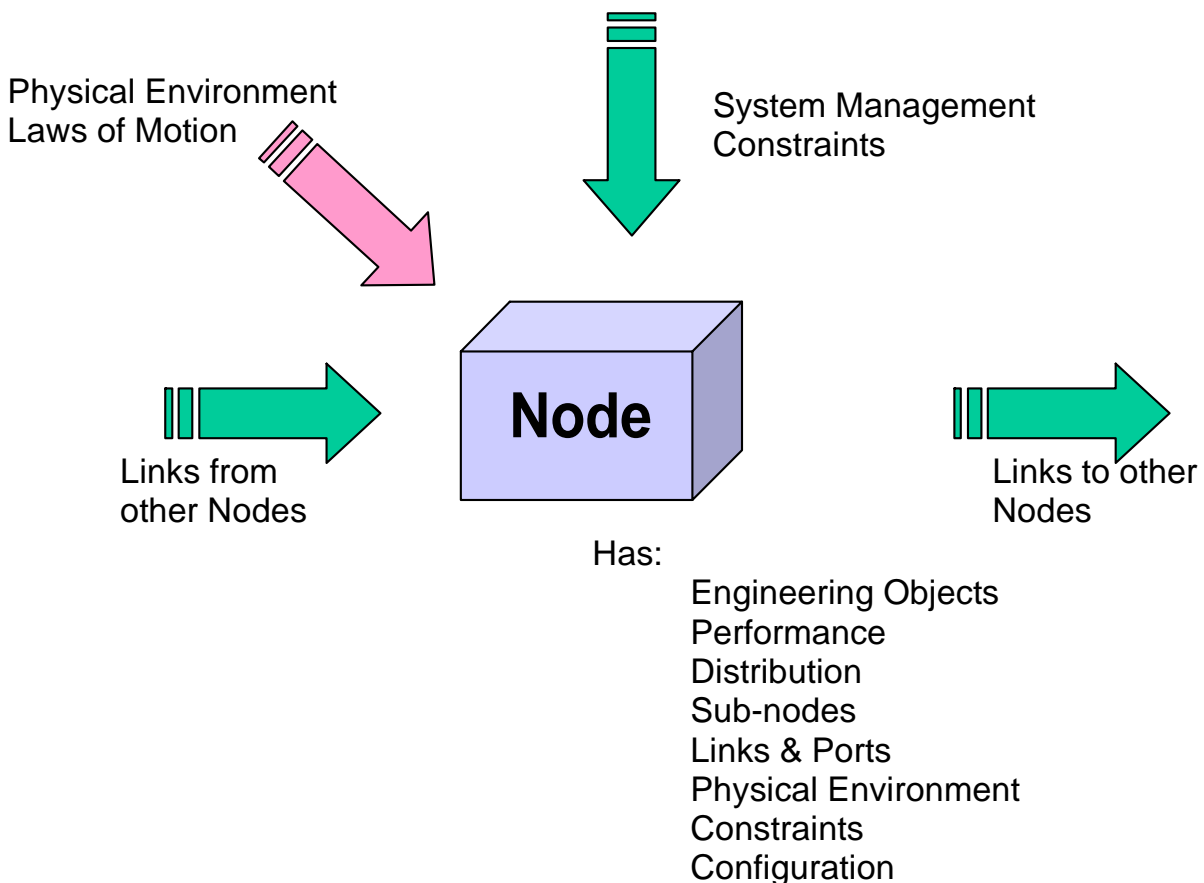 Physical Environment
Laws of Motion
System Management
Constraints
Node
Links from
other Nodes
Links to other
Nodes
Has:
Engineering Objects
Performance
Distribution
Sub-nodes
Links & Ports
Physical Environment
Constraints
Configuration